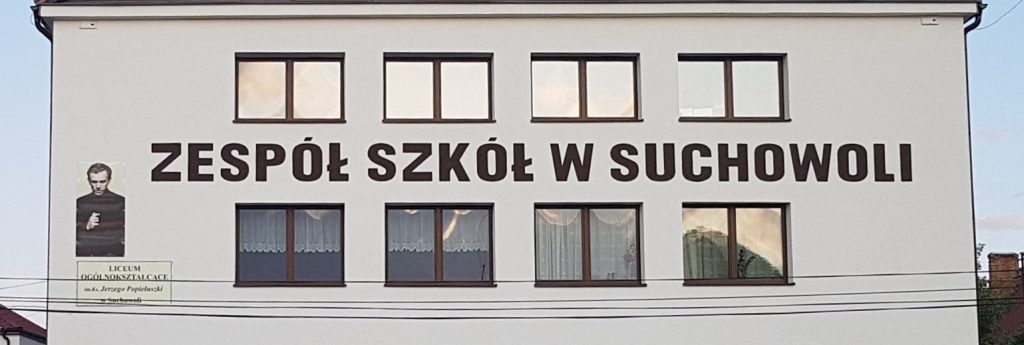 ZESPÓŁ SZKÓŁ W SUCHOWOLI
LICEUM
OGÓLNOKSZTAŁCĄCE
im. Ks. Jerzego Popiełuszki
w Suchowoli